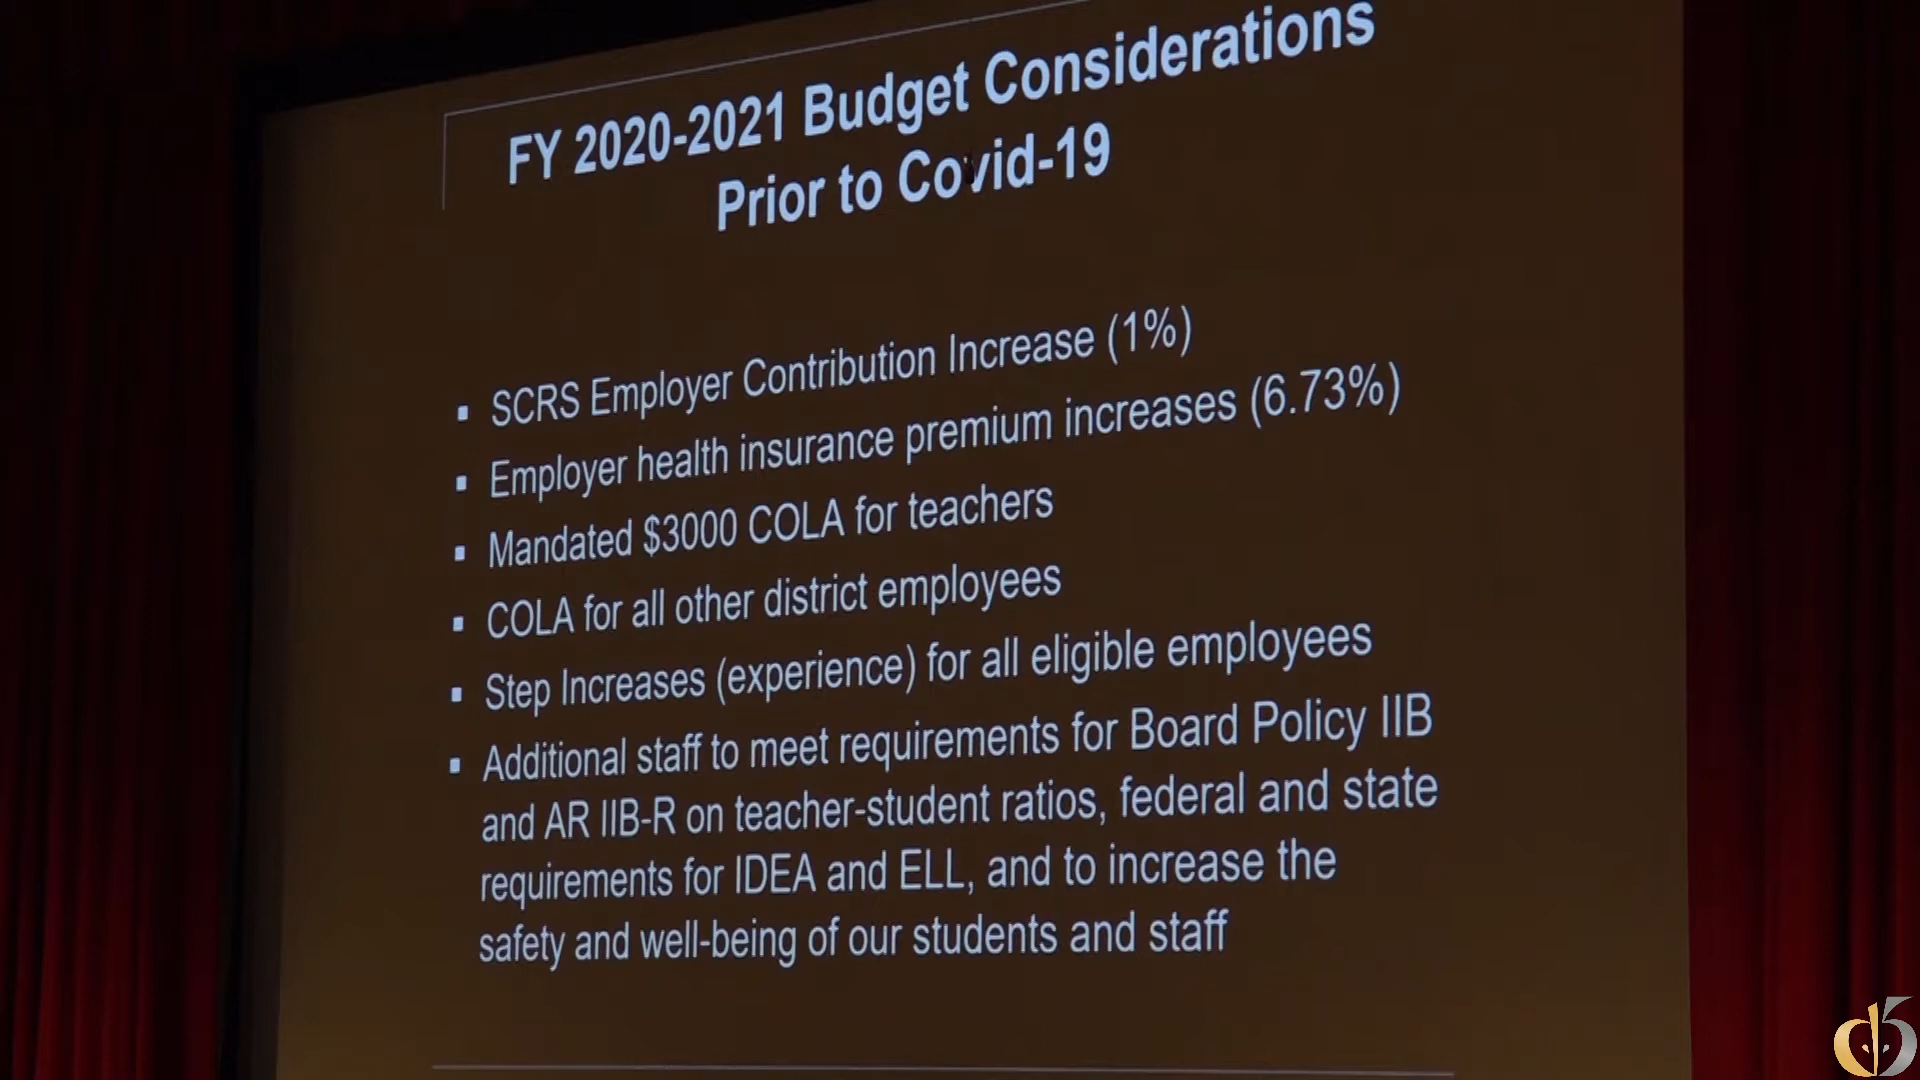 FY 2020-2021 Budget Considerations
Prior to Covid-19
▪ SCRS Employer Contribution Increase (1%)
▪ Employer health insurance premium increases (6.73%)
▪ Mandated $3000 COLA for teachers
▪ COLA for all other district employees
▪ Step Increases (experience) for all eligible employees
▪ Additional staff to meet requirements for Board Policy IIB
and AR IIB-R on teacher-student ratios, federal and state
requirements for IDEA and ELL, and to increase the
safety and well-being of our students and staff
d5